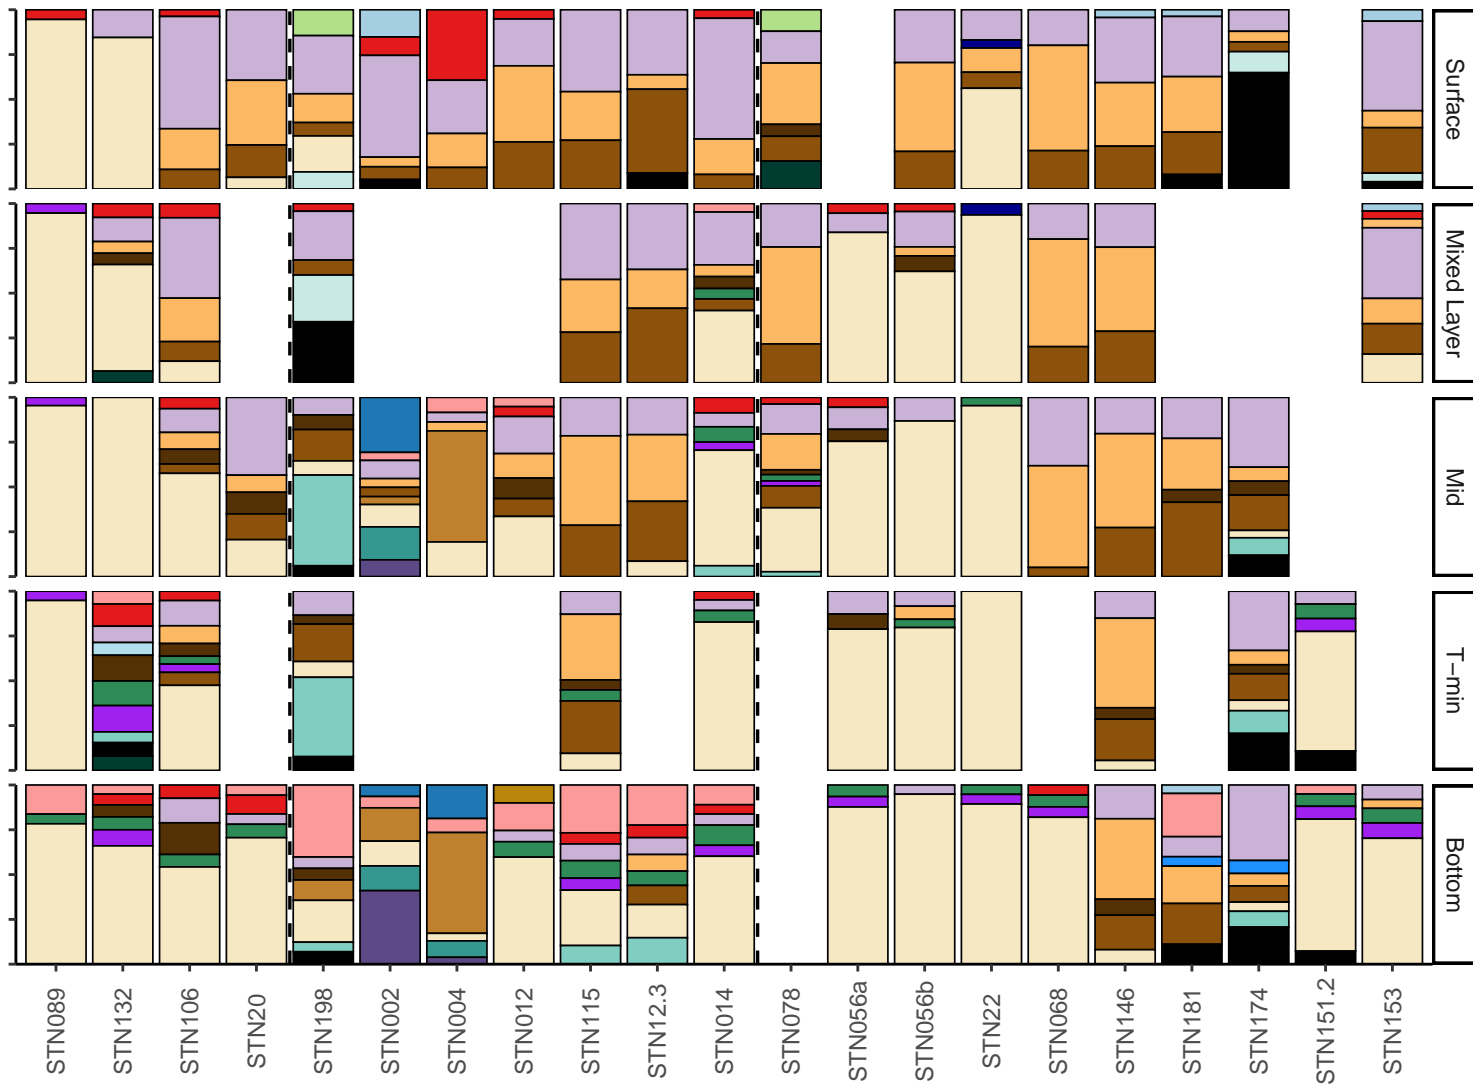 Surface
Mixed Layer
Mid
T−min
Bottom
STN089
STN132
STN106
STN20
STN198
STN002
STN004
STN012
STN115
STN12.3
STN014
STN078
STN056a
STN056b
STN22
STN068
STN146
STN181
STN174
STN151.2
STN153